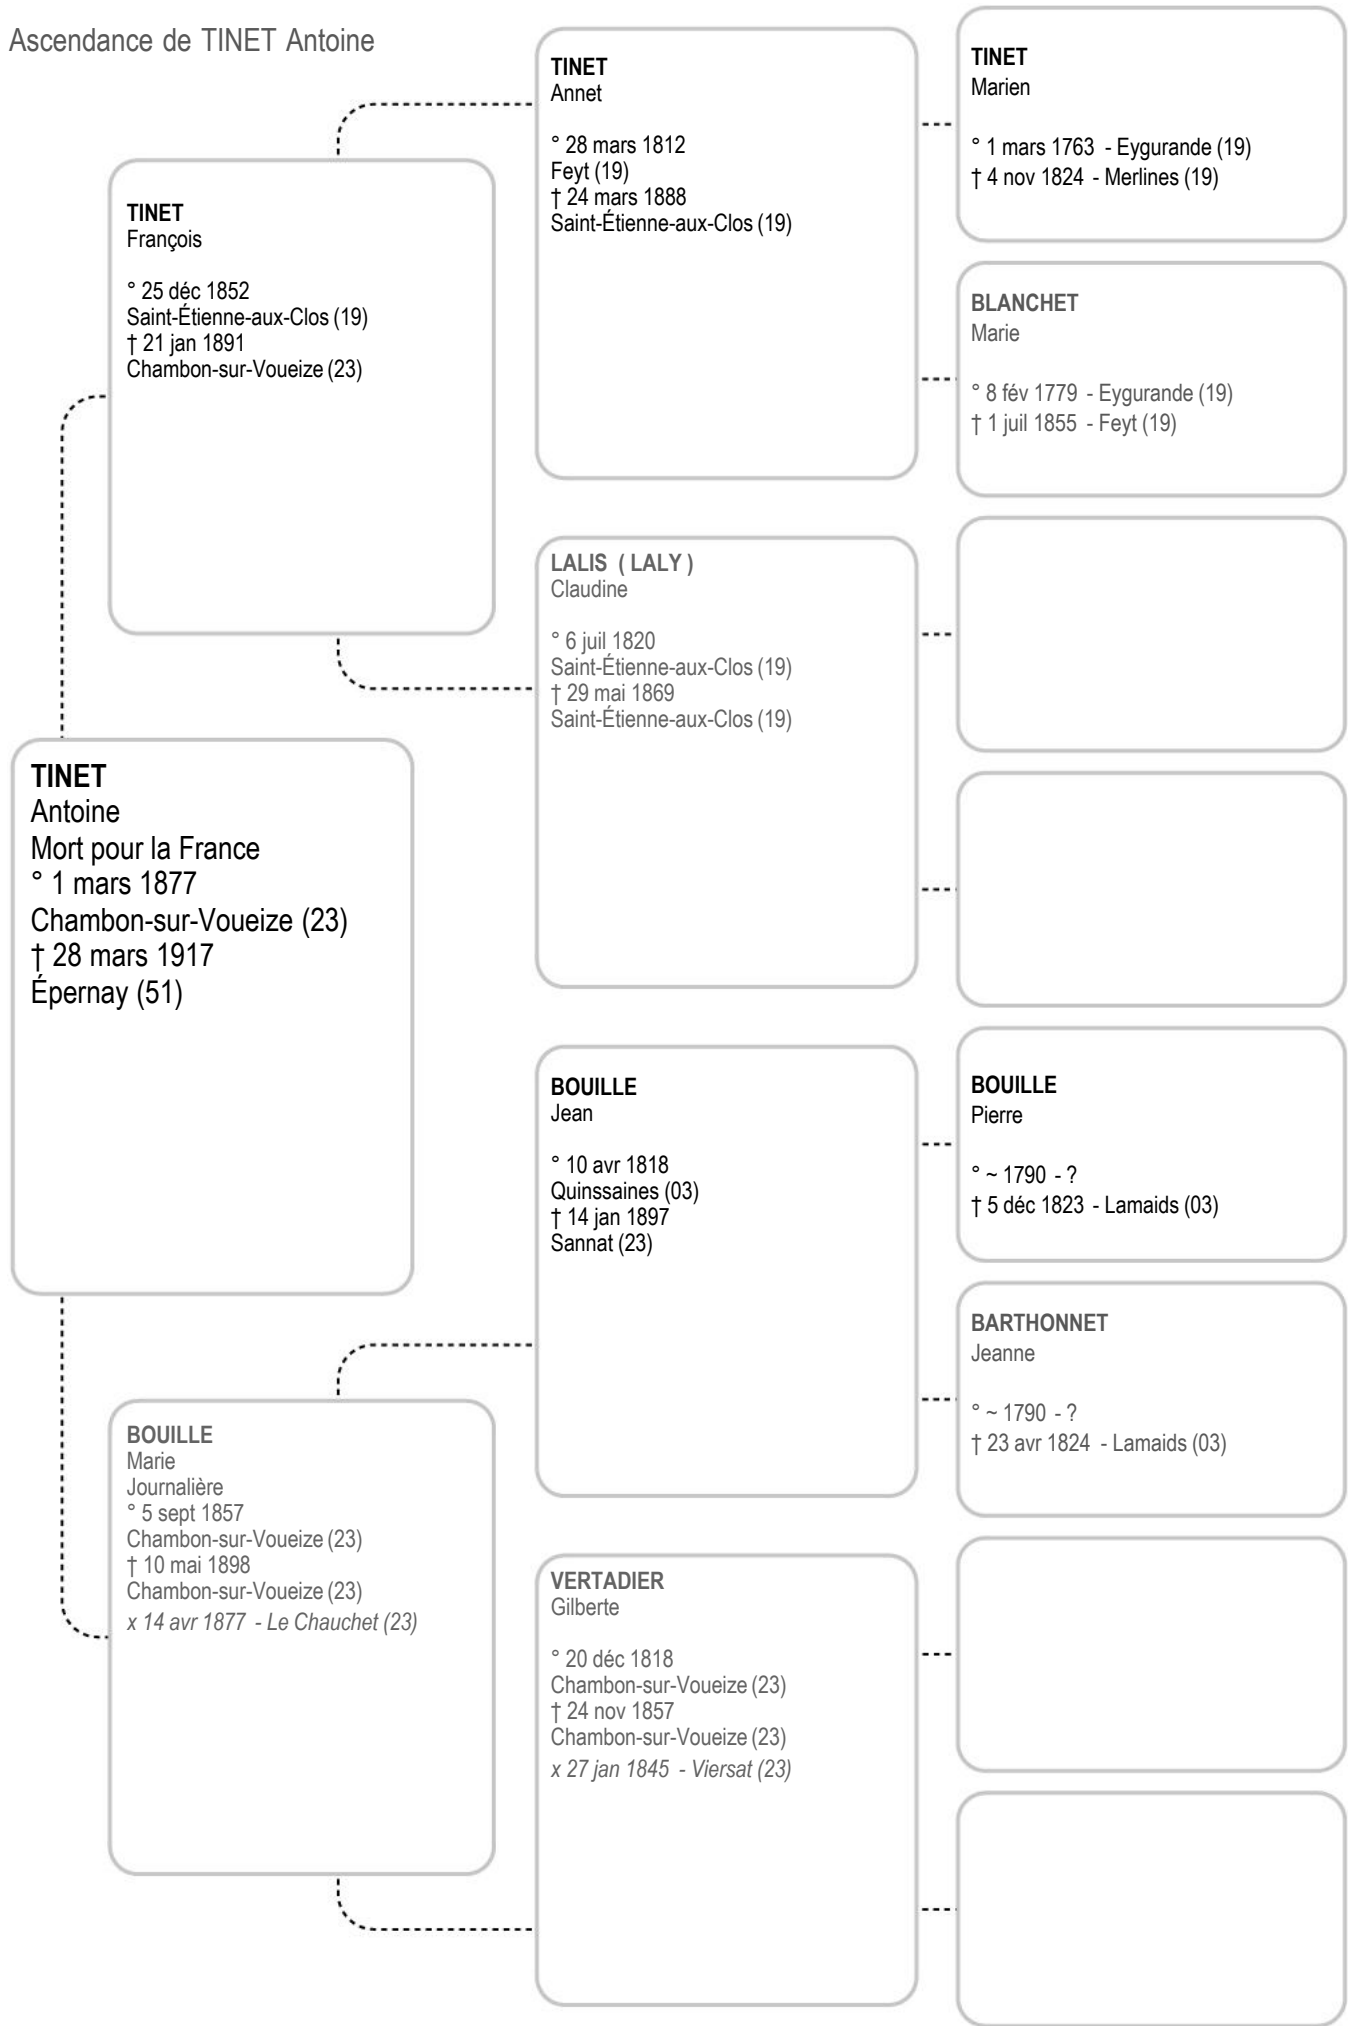 Ascendance de TINET Antoine
TINET
Antoine
Mort pour la France
° 1 mars 1877
Chambon-sur-Voueize (23)
† 28 mars 1917
Épernay (51)
TINET
François
° 25 déc 1852
Saint-Étienne-aux-Clos (19)
† 21 jan 1891
Chambon-sur-Voueize (23)
BOUILLE
Marie
Journalière
° 5 sept 1857
Chambon-sur-Voueize (23)
† 10 mai 1898
Chambon-sur-Voueize (23)
x 14 avr 1877 - Le Chauchet (23)
TINET
Annet
° 28 mars 1812
Feyt (19)
† 24 mars 1888
Saint-Étienne-aux-Clos (19)
LALIS ( LALY )
Claudine
° 6 juil 1820
Saint-Étienne-aux-Clos (19)
† 29 mai 1869
Saint-Étienne-aux-Clos (19)
BOUILLE
Jean
° 10 avr 1818
Quinssaines (03)
† 14 jan 1897
Sannat (23)
VERTADIER
Gilberte
° 20 déc 1818
Chambon-sur-Voueize (23)
† 24 nov 1857
Chambon-sur-Voueize (23)
x 27 jan 1845 - Viersat (23)
TINET
Marien
° 1 mars 1763 - Eygurande (19)
† 4 nov 1824 - Merlines (19)
BLANCHET
Marie
° 8 fév 1779 - Eygurande (19)
† 1 juil 1855 - Feyt (19)
BOUILLE
Pierre
° ~ 1790 - ?
† 5 déc 1823 - Lamaids (03)
BARTHONNET
Jeanne
° ~ 1790 - ?
† 23 avr 1824 - Lamaids (03)